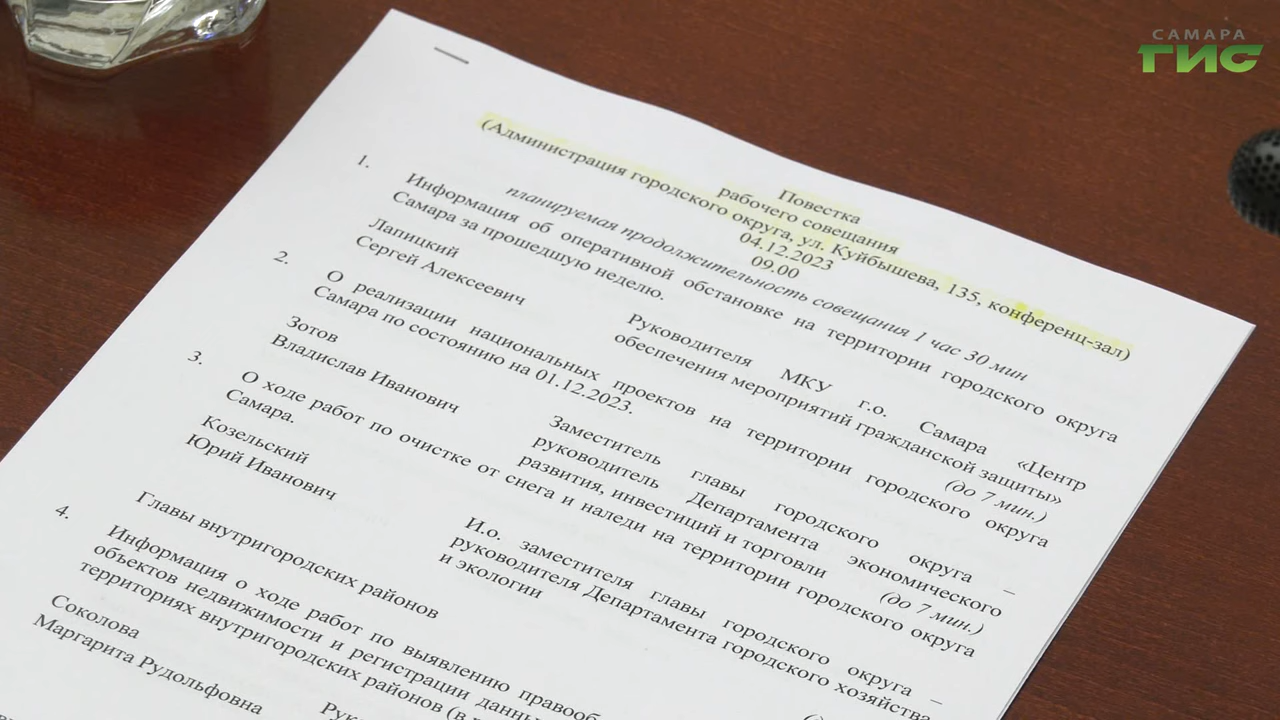 САМАРА
ГИС
Повестка
рабочего совещания
(Администрация городского округа, ул. Куйбышева, 135, конференц-зал)
04.12.2023
09.00
планируемая продолжительность совещания 1 час 30 мин
1. Информация об оперативной обстановке на территории городского округа
Самара за прошедшую неделю.
Лапицкий
Сергей Алексеевич
Руководителя МКУ г.о. Самара «Центр
обеспечения мероприятий гражданской защиты»
(до 7 мин.)
2. О реализации национальных проектов на территории городского округа
Самара по состоянию на 01.12.2023.
Зотов
Владислав Иванович
Заместитель главы городского округа –
руководитель Департамента экономического
развития, инвестиций и торговли
(до 7 мин.)
3. О ходе работ по очистке от снега и наледи на территории городского округа
Самара.
Козельский
Юрий Иванович
И.о. заместителя главы городского округа –
руководителя Департамента городского хозяйства
и экологии
Главы внутригородских районов
4. Информация о ходе работ по выявлению правооб
объектов недвижимости и регистрации данны
территориях внутригородских районов (в
Соколова
Маргарита Рудольфовна
Рук